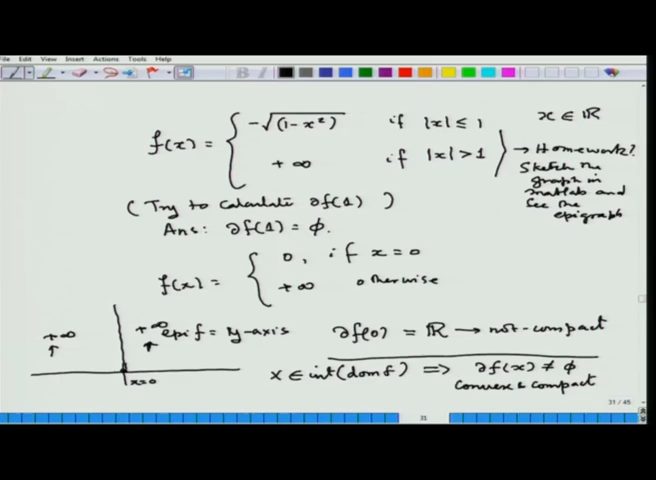 File Edit View Insert Actions Tools Help
f(x) = { -√(1-x²) if |x| ≤ 1 x ∈ ℝ
+∞ if |x| > 1 → Homework?
Sketch the
graph in
matlab and
see the
epigraph
(Try to calculate ∂f(1) )
Ans: ∂f(1) = ϕ.
f(x) = { 0, if x = 0
+∞ otherwise
+∞ ↑ +∞ ↑ epi f = y-axis
x=0
∂f(0) = ℝ → not-compact
x ∈ int(dom f) ⟹ ∂f(x) ≠ ϕ
convex & compact
31 / 45
31